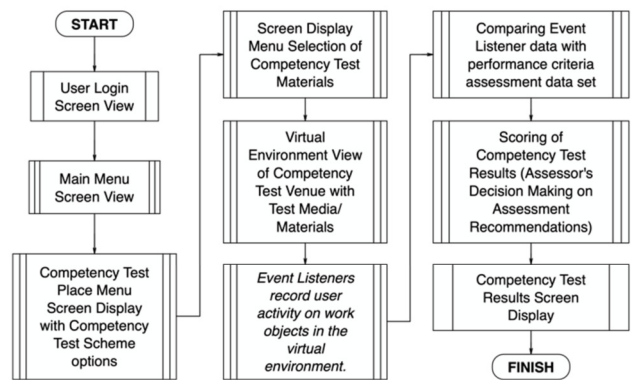 START
User Login
Screen View
Main Menu
Screen View
Competency Test
Place Menu
Screen Display
with Competency
Test Scheme
options
Screen Display
Menu Selection of
Competency Test
Materials
Virtual
Environment View
of Competency
Test Venue with
Test Media/
Materials
Event Listeners
record user
activity on work
objects in the
virtual
environment.
Comparing Event
Listener data with
performance criteria
assessment data set
Scoring of
Competency Test
Results (Assessor's
Decision Making on
Assessment
Recommendations)
Competency Test
Results Screen
Display
FINISH